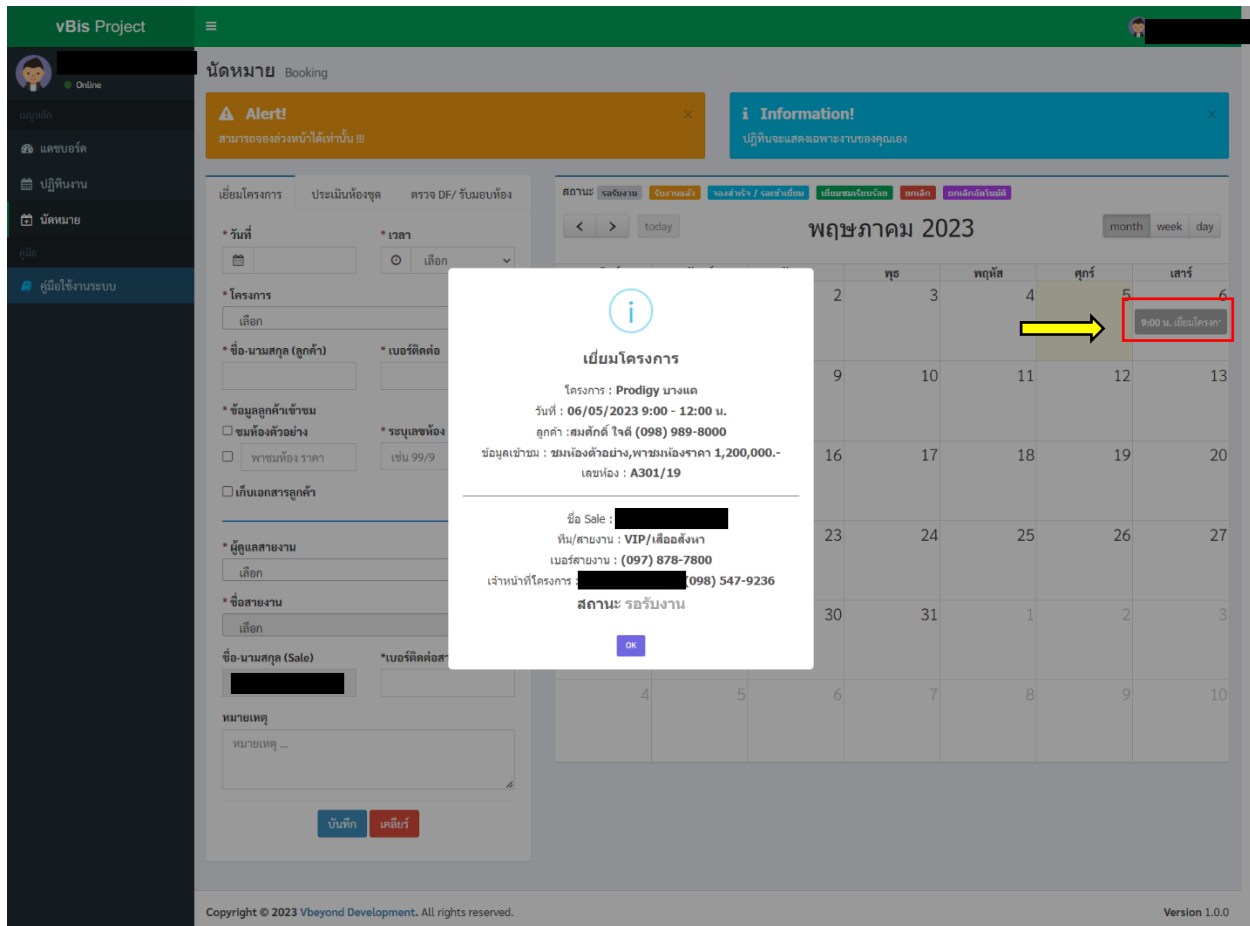 vBis Project
Online
เมนูหลัก
แดชบอร์ด
ปฏิทินงาน
นัดหมาย
คู่มือ
คู่มือใช้งานระบบ
นัดหมาย Booking
Alert!
สามารถจองล่วงหน้าได้เท่านั้น !!!
Information!
ปฏิทินจะแสดงเฉพาะงานของคุณเอง
เยี่ยมโครงการ ประเมินห้องชุด ตรวจ DF/ รับมอบห้อง
* วันที่ * เวลา
เลือก
* โครงการ
เลือก
* ชื่อ-นามสกุล (ลูกค้า) * เบอร์ติดต่อ
* ข้อมูลลูกค้าเข้าชม
ชมห้องตัวอย่าง * ระบุเลขห้อง
พาชมห้อง ราคา เช่น 99/9
เก็บเอกสารลูกค้า
* ผู้ดูแลสายงาน
เลือก
* ชื่อสายงาน
เลือก
ชื่อ-นามสกุล (Sale) *เบอร์ติดต่อสา
หมายเหตุ
หมายเหตุ ...
บันทึก เคลียร์
สถานะ รอรับงาน รับงานแล้ว จองสำเร็จ / รอเข้าเยี่ยม เยี่ยมชมเรียบร้อย ยกเลิก ยกเลิกอัตโนมัติ
today พฤษภาคม 2023 month week day
พุธ พฤหัส ศุกร์ เสาร์
2 3 4 5 6
9:00 น. เยี่ยมโครงก
9 10 11 12 13
16 17 18 19 20
23 24 25 26 27
30 31 1 2 3
4 5 6 7 8 9 10
เยี่ยมโครงการ
โครงการ : Prodigy บางแค
วันที่ : 06/05/2023 9:00 - 12:00 น.
ลูกค้า :สมศักดิ์ ใจดี (098) 989-8000
ข้อมูลเข้าชม : ชมห้องตัวอย่าง,พาชมห้องราคา 1,200,000.-
เลขห้อง : A301/19
ชื่อ Sale :
ทีม/สายงาน : VIP/เสืออสังหา
เบอร์สายงาน : (097) 878-7800
เจ้าหน้าที่โครงการ : (098) 547-9236
สถานะ รอรับงาน
OK
Copyright © 2023 Vbeyond Development. All rights reserved. Version 1.0.0